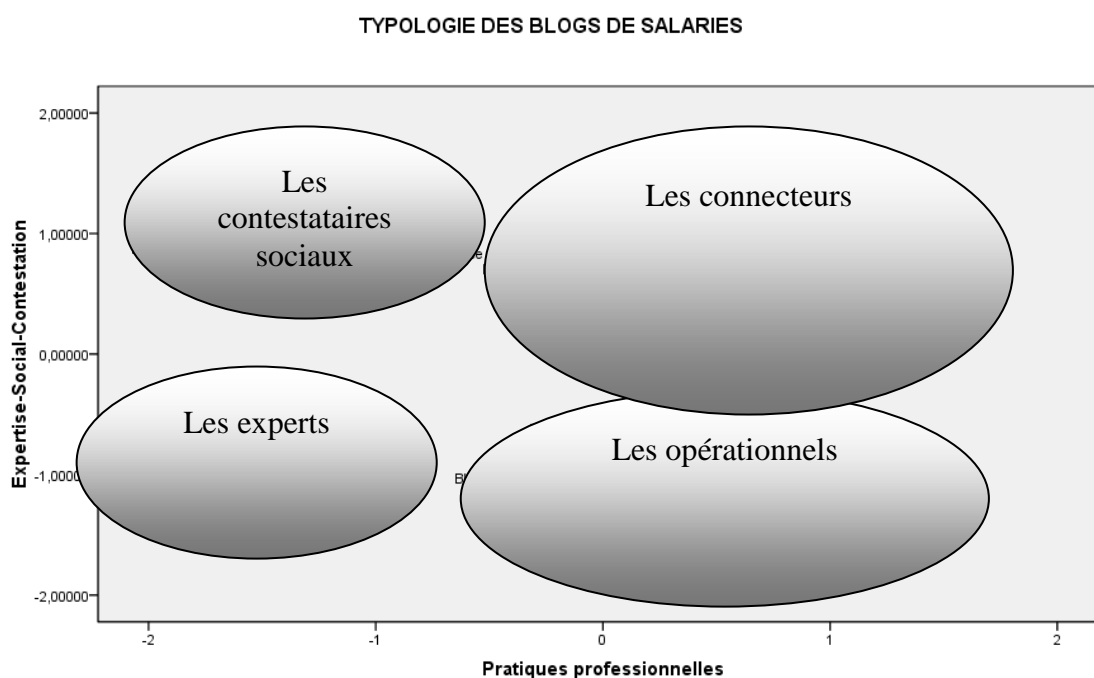 TYPOLOGIE DES BLOGS DE SALARIES
2,00000
1,00000
0,00000
-1,0000
-2,00000
Expertise-Social-Contestation
Les
contestataires
sociaux
Les connecteurs
Les experts
Les opérationnels
-2
-1
0
1
2
Pratiques professionnelles